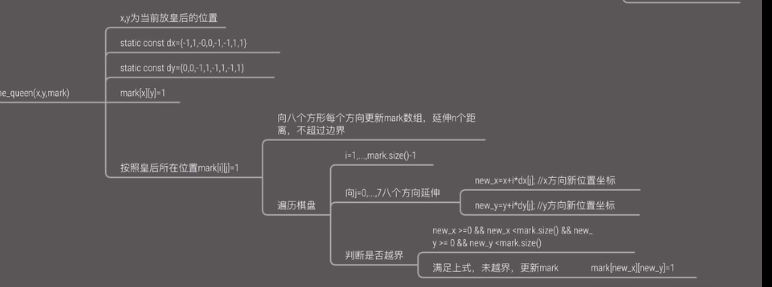 x,y为当前放皇后的位置
static const dx={-1,1,-0,0,-1,-1,1,1}
static const dy={0,0,-1,1,-1,1,-1,1}
ne_queen(x,y,mark)
mark[x][y]=1
向八个方形每个方向更新mark数组，延伸n个距
离，不超过边界
i=1,...,mark.size()-1
按照皇后所在位置mark[i][j]=1
new_x=x+i*dx[j]; //x方向新位置坐标
向j=0,...,7八个方向延伸
遍历棋盘
new_y=y+i*dy[j]; //y方向新位置坐标
new_x >=0 && new_x <mark.size() && new_
y >= 0 && new_y <mark.size()
判断是否越界
满足上式，未越界，更新mark mark[new_x][new_y]=1